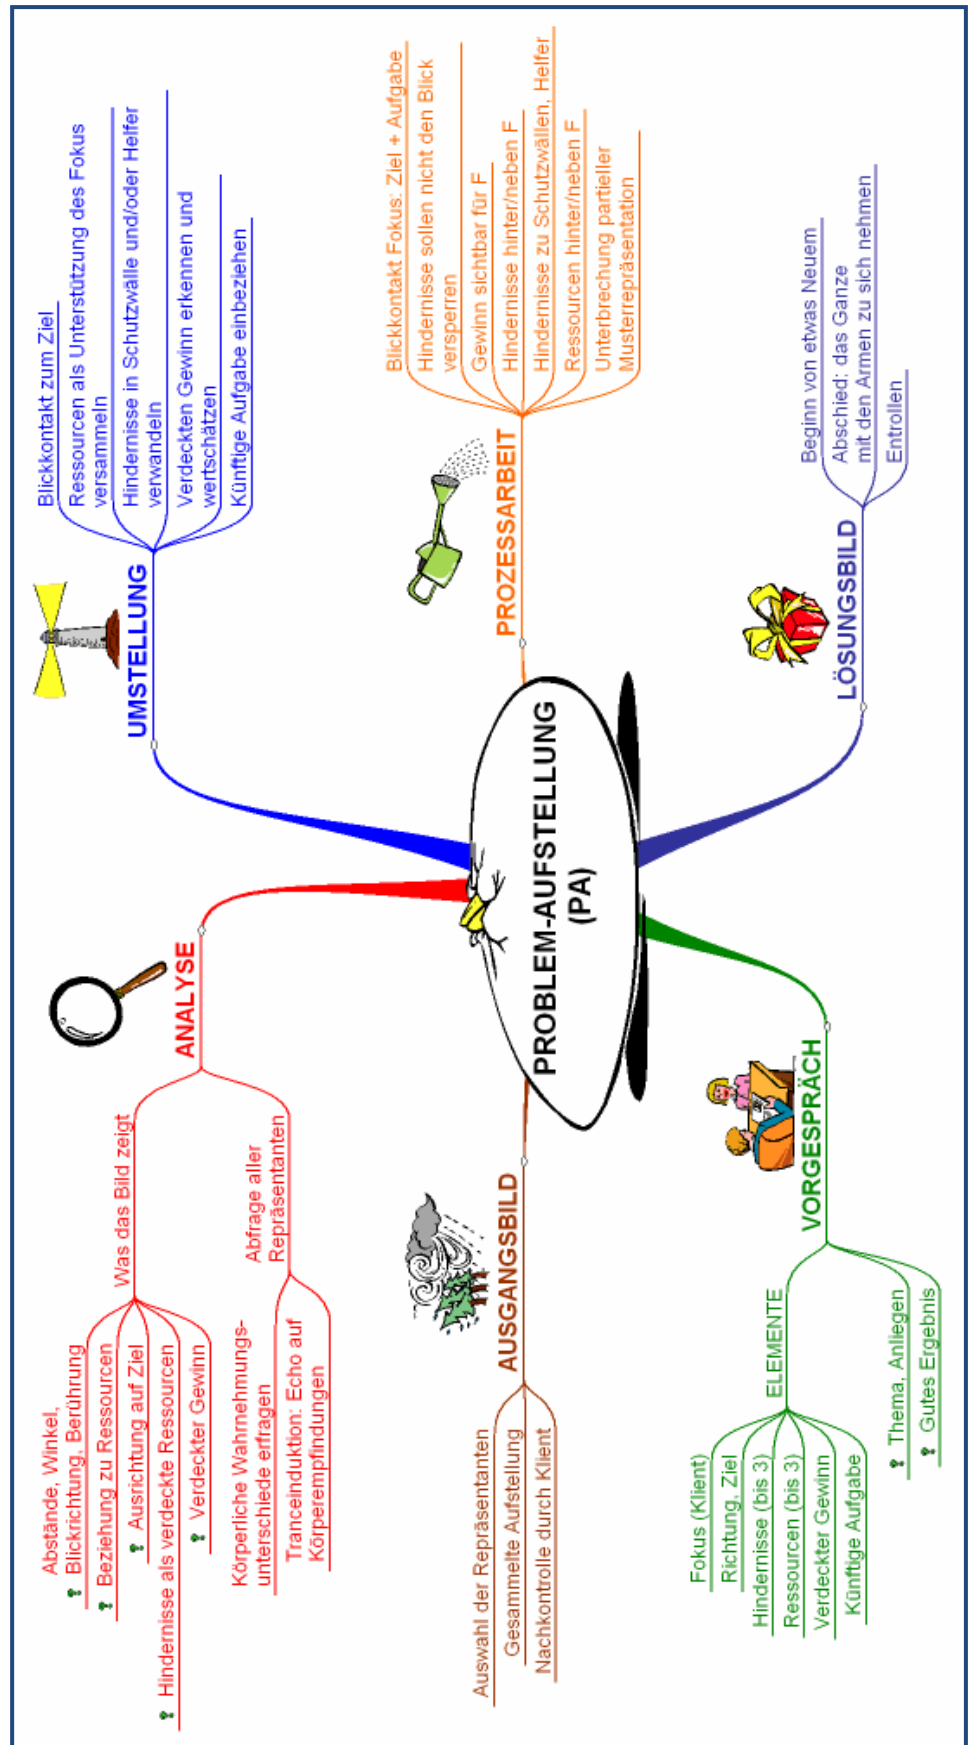 PROBLEM-AUFSTELLUNG
(PA)
VORGESPRÄCH
Gutes Ergebnis
Thema, Anliegen
ELEMENTE
Fokus (Klient)
Richtung, Ziel
Hindernisse (bis 3)
Ressourcen (bis 3)
Verdeckter Gewinn
Künftige Aufgabe
AUSGANGSBILD
Auswahl der Repräsentanten
Gesammelte Aufstellung
Nachkontrolle durch Klient
ANALYSE
Was das Bild zeigt
Abstände, Winkel,
Blickrichtung, Berührung
Beziehung zu Ressourcen
Ausrichtung auf Ziel
Hindernisse als verdeckte Ressourcen
Verdeckter Gewinn
Abfrage aller
Repräsentanten
Körperliche Wahrnehmungs-
unterschiede erfragen
Tranceinduktion: Echo auf
Körperempfindungen
UMSTELLUNG
Blickkontakt zum Ziel
Ressourcen als Unterstützung des Fokus
versammeln
Hindernisse in Schutzwälle und/oder Helfer
verwandeln
Verdeckten Gewinn erkennen und
wertschätzen
Künftige Aufgabe einbeziehen
PROZESSARBEIT
Blickkontakt Fokus: Ziel + Aufgabe
Hindernisse sollen nicht den Blick
versperren
Gewinn sichtbar für F
Hindernisse hinter/neben F
Hindernisse zu Schutzwällen, Helfer
Ressourcen hinter/neben F
Unterbrechung partieller
Musterrepräsentation
LÖSUNGSBILD
Beginn von etwas Neuem
Abschied: das Ganze
mit den Armen zu sich nehmen
Entrollen